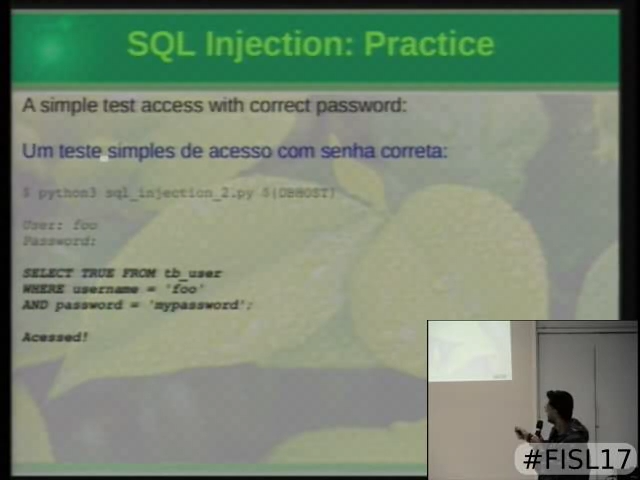 SQL Injection: Practice
A simple test access with correct password:
Um teste simples de acesso com senha correta:
$ python3 sql_injection_2.py ${DBHOST}
User: foo
Password:
SELECT TRUE FROM tb_user
WHERE username = 'foo'
AND password = 'mypassword';
Acessed!
#FISL17